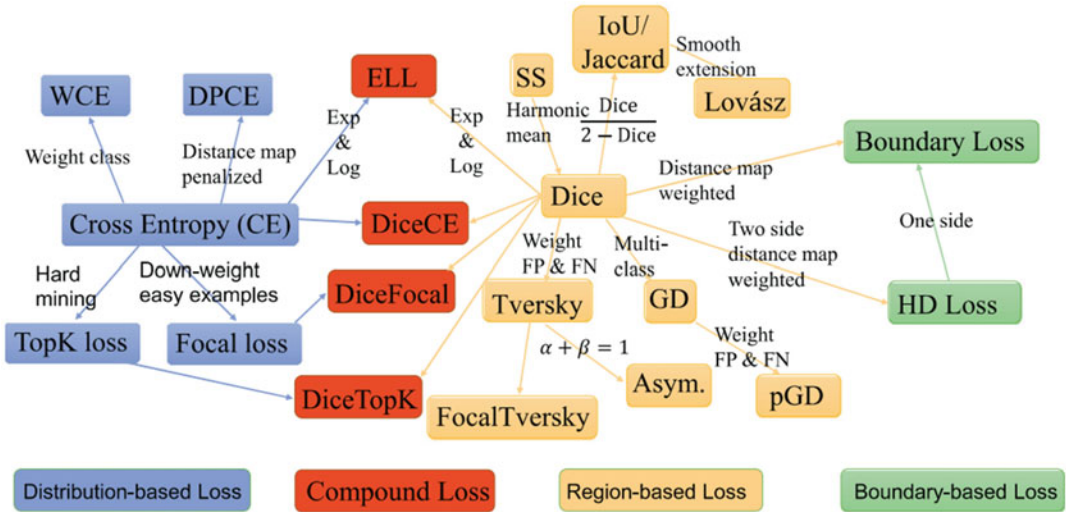 IoU/
Jaccard
Smooth
extension
ELL
SS
WCE
DPCE
Lovász
Harmonic
mean
Dice
2 − Dice
Exp
&
Log
Exp
&
Log
Boundary Loss
Weight class
Distance map
penalized
Distance map
weighted
Dice
Cross Entropy (CE)
DiceCE
One side
Two side
distance map
weighted
Weight
FP & FN
Multi-
class
Hard
mining
Down-weight
easy examples
DiceFocal
Tversky
GD
HD Loss
TopK loss
Focal loss
α + β = 1
Weight
FP & FN
Asym.
DiceTopK
FocalTversky
pGD
Distribution-based Loss
Compound Loss
Region-based Loss
Boundary-based Loss